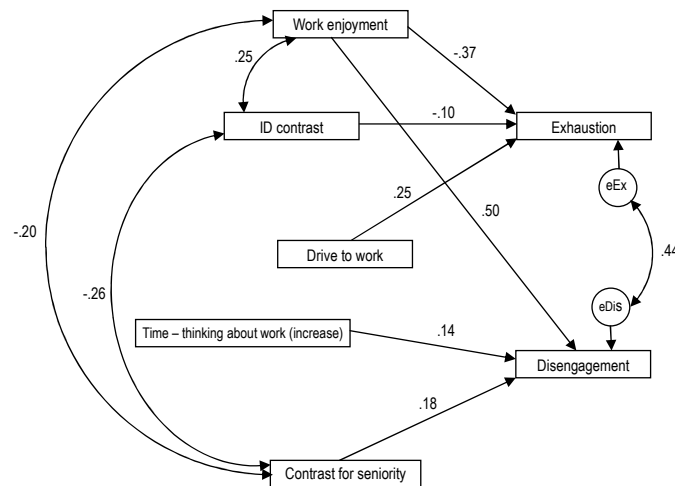 Work enjoyment
-.37
.25
ID contrast
-.10
Exhaustion
eEx
.25
.50
-.20
Drive to work
.44
-.26
eDis
Time – thinking about work (increase)
.14
Disengagement
.18
Contrast for seniority